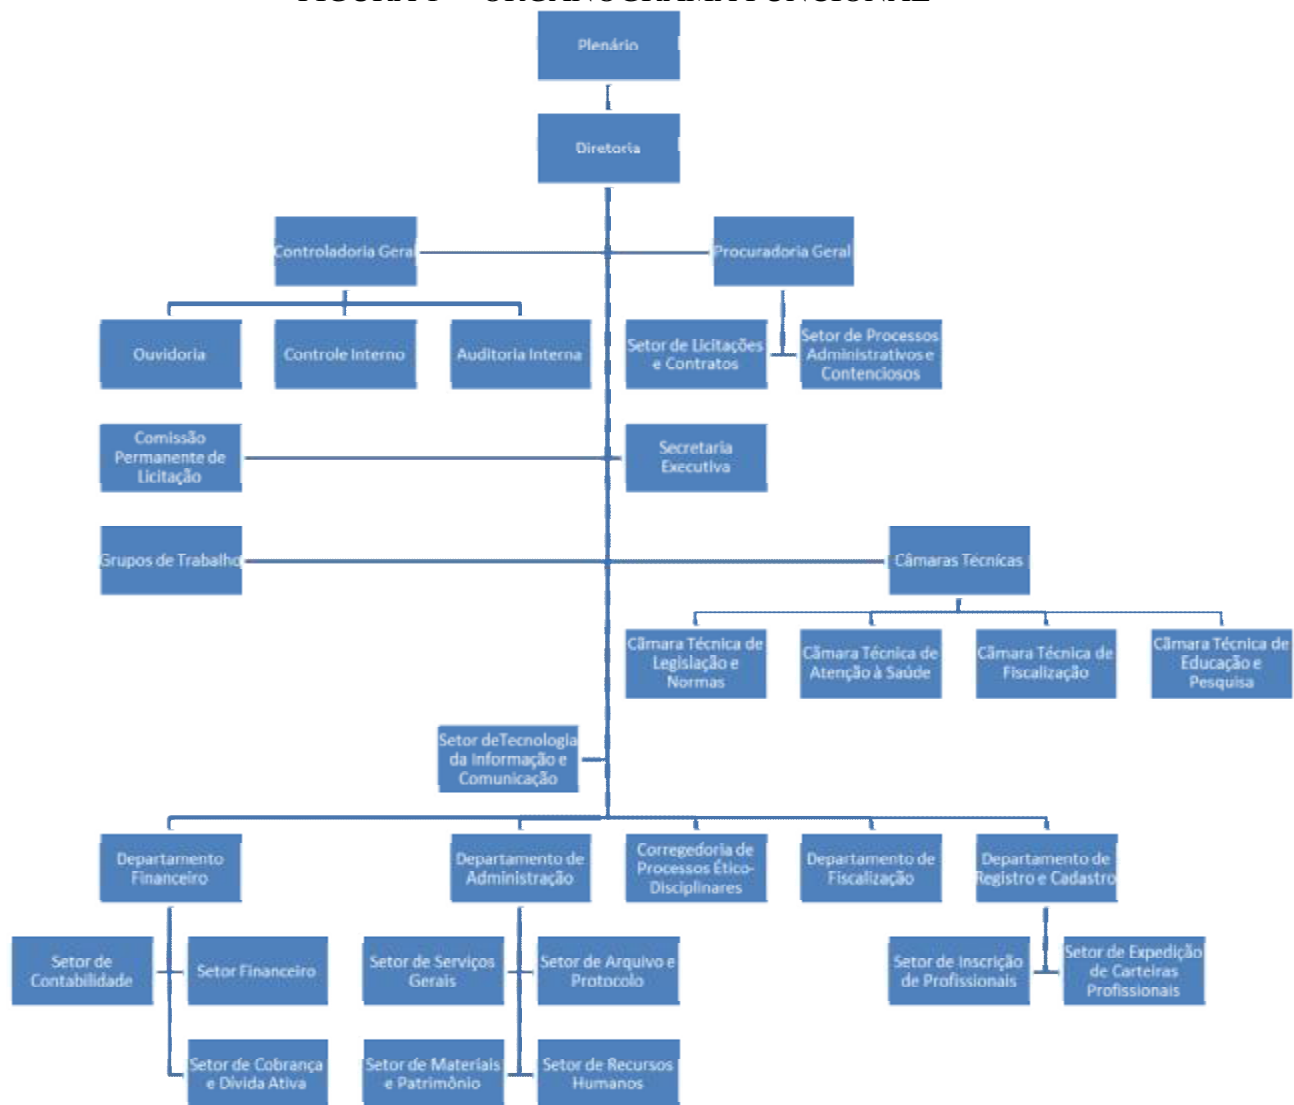 Plenário
Diretoria
Controladoria Geral
Procuradoria Geral
Ouvidoria
Controle Interno
Auditoria Interna
Setor de Licitações
e Contratos
Setor de Processos
Administrativos e
Contenciosos
Comissão
Permanente de
Licitação
Secretaria
Executiva
Grupos de Trabalho
Câmaras Técnicas
Câmara Técnica de
Legislação e
Normas
Câmara Técnica de
Atenção à Saúde
Câmara Técnica de
Fiscalização
Câmara Técnica de
Educação e
Pesquisa
Setor deTecnologia
da Informação e
Comunicação
Departamento
Financeiro
Departamento de
Administração
Corregedoria de
Processos Ético-
Disciplinares
Departamento de
Fiscalização
Departamento de
Registro e Cadastro
Setor de
Contabilidade
Setor Financeiro
Setor de Serviços
Gerais
Setor de Arquivo e
Protocolo
Setor de Inscrição
de Profissionais
Setor de Expedição
de Carteiras
Profissionais
Setor de Cobrança
e Dívida Ativa
Setor de Materiais
e Patrimônio
Setor de Recursos
Humanos